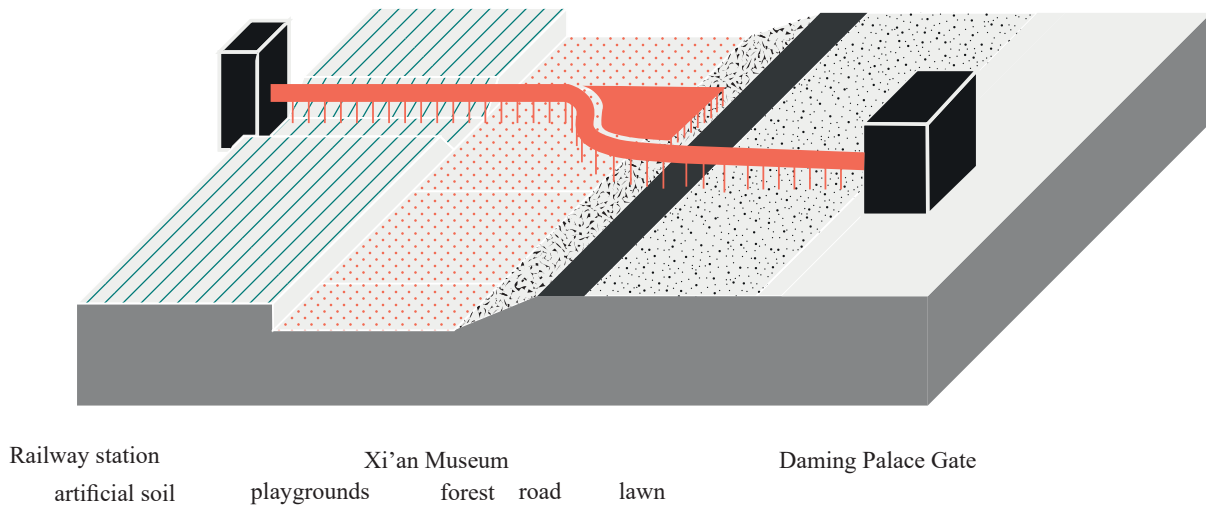 Railway station Xi’an Museum Daming Palace Gate
artificial soil playgrounds forest road lawn